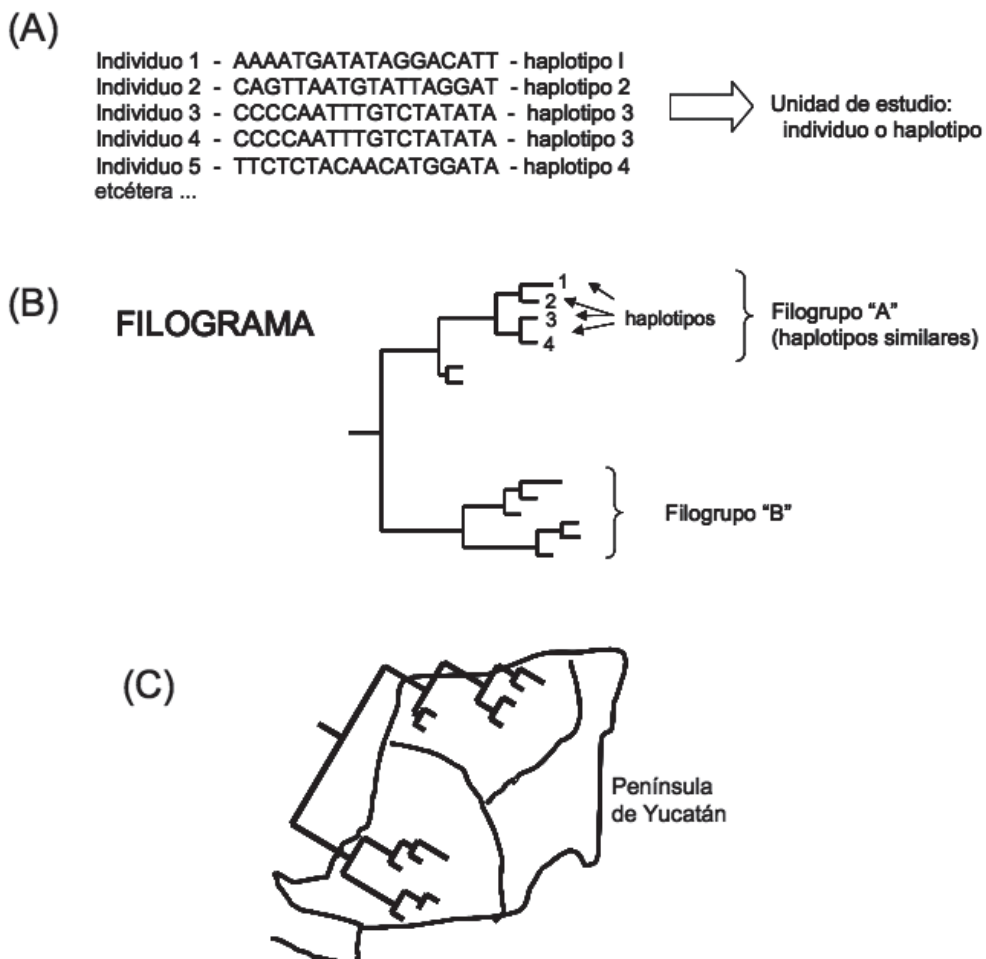 (A)
Individuo 1 - AAAATGATATAGGACATT - haplotipo I
Individuo 2 - CAGTTAATGTATTAGGAT - haplotipo 2
Individuo 3 - CCCCAATTTGTCTATATA - haplotipo 3
Individuo 4 - CCCCAATTTGTCTATATA - haplotipo 3
Individuo 5 - TTCTCTACAACATGGATA - haplotipo 4
etcétera ...
Unidad de estudio:
individuo o haplotipo
(B)
FILOGRAMA
1
2
3
4
haplotipos
Filogrupo “A”
(haplotipos similares)
Filogrupo “B”
(C)
Península
de Yucatán